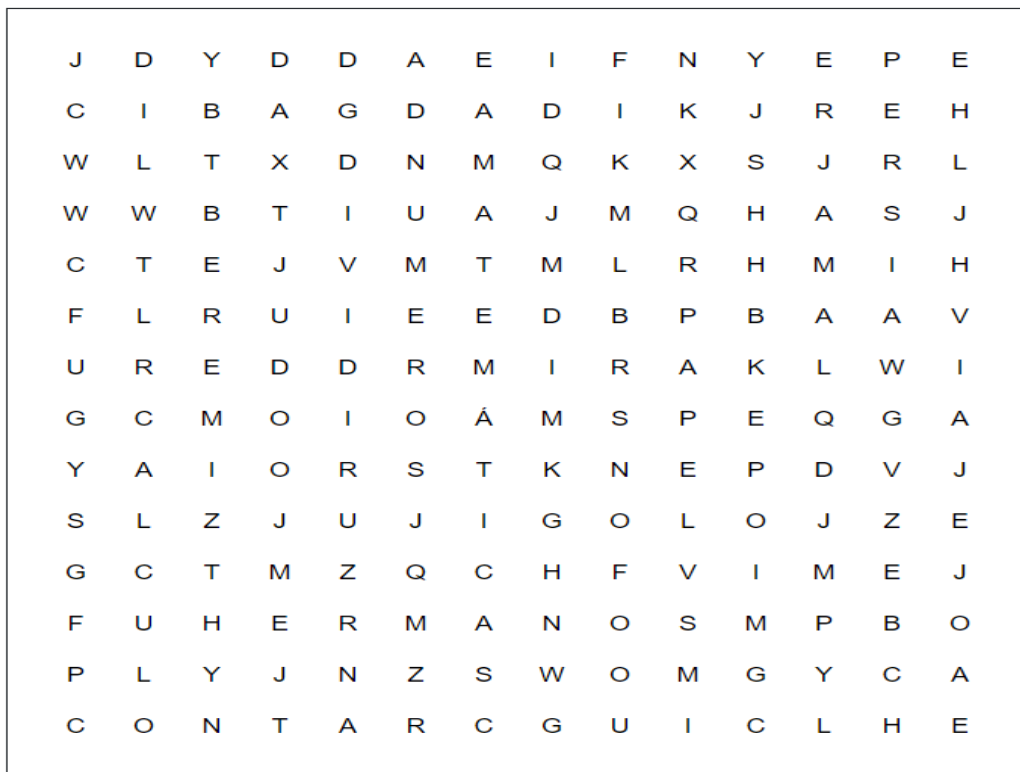 J D Y D D A E I F N Y E P E
C I B A G D A D I K J R E H
W L T X D N M Q K X S J R L
W W B T I U A J M Q H A S J
C T E J V M T M L R H M I H
F L R U I E E D B P B A A V
U R E D D R M I R A K L W I
G C M O I O Á M S P E Q G A
Y A I O R S T K N E P D V J
S L Z J U J I G O L O J Z E
G C T M Z Q C H F V I M E J
F U H E R M A N O S M P B O
P L Y J N Z S W O M G Y C A
C O N T A R C G U I C L H E